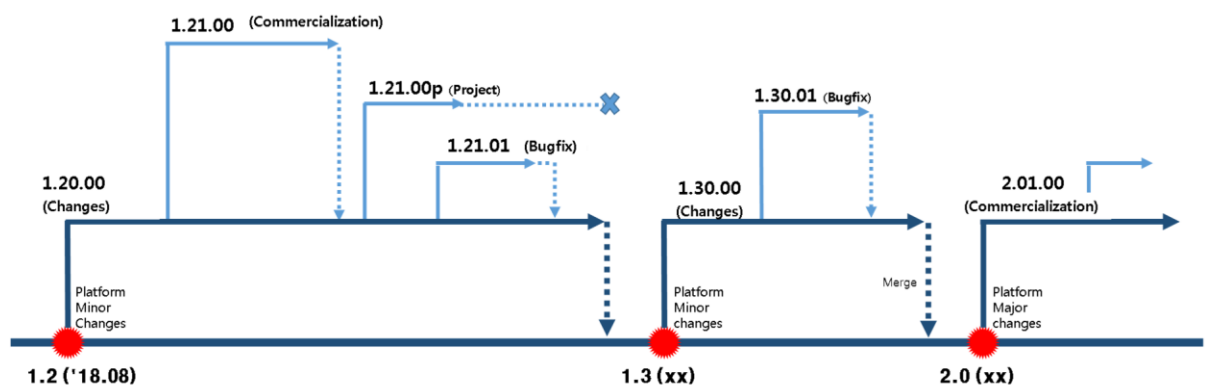 1.21.00 (Commercialization)
1.21.00p (Project)
1.30.01 (Bugfix)
1.21.01 (Bugfix)
1.20.00
(Changes)
1.30.00
(Changes)
2.01.00
(Commercialization)
Platform
Minor
Changes
Platform
Minor
changes
Merge
Platform
Major
changes
1.2 ('18.08)
1.3 (xx)
2.0 (xx)